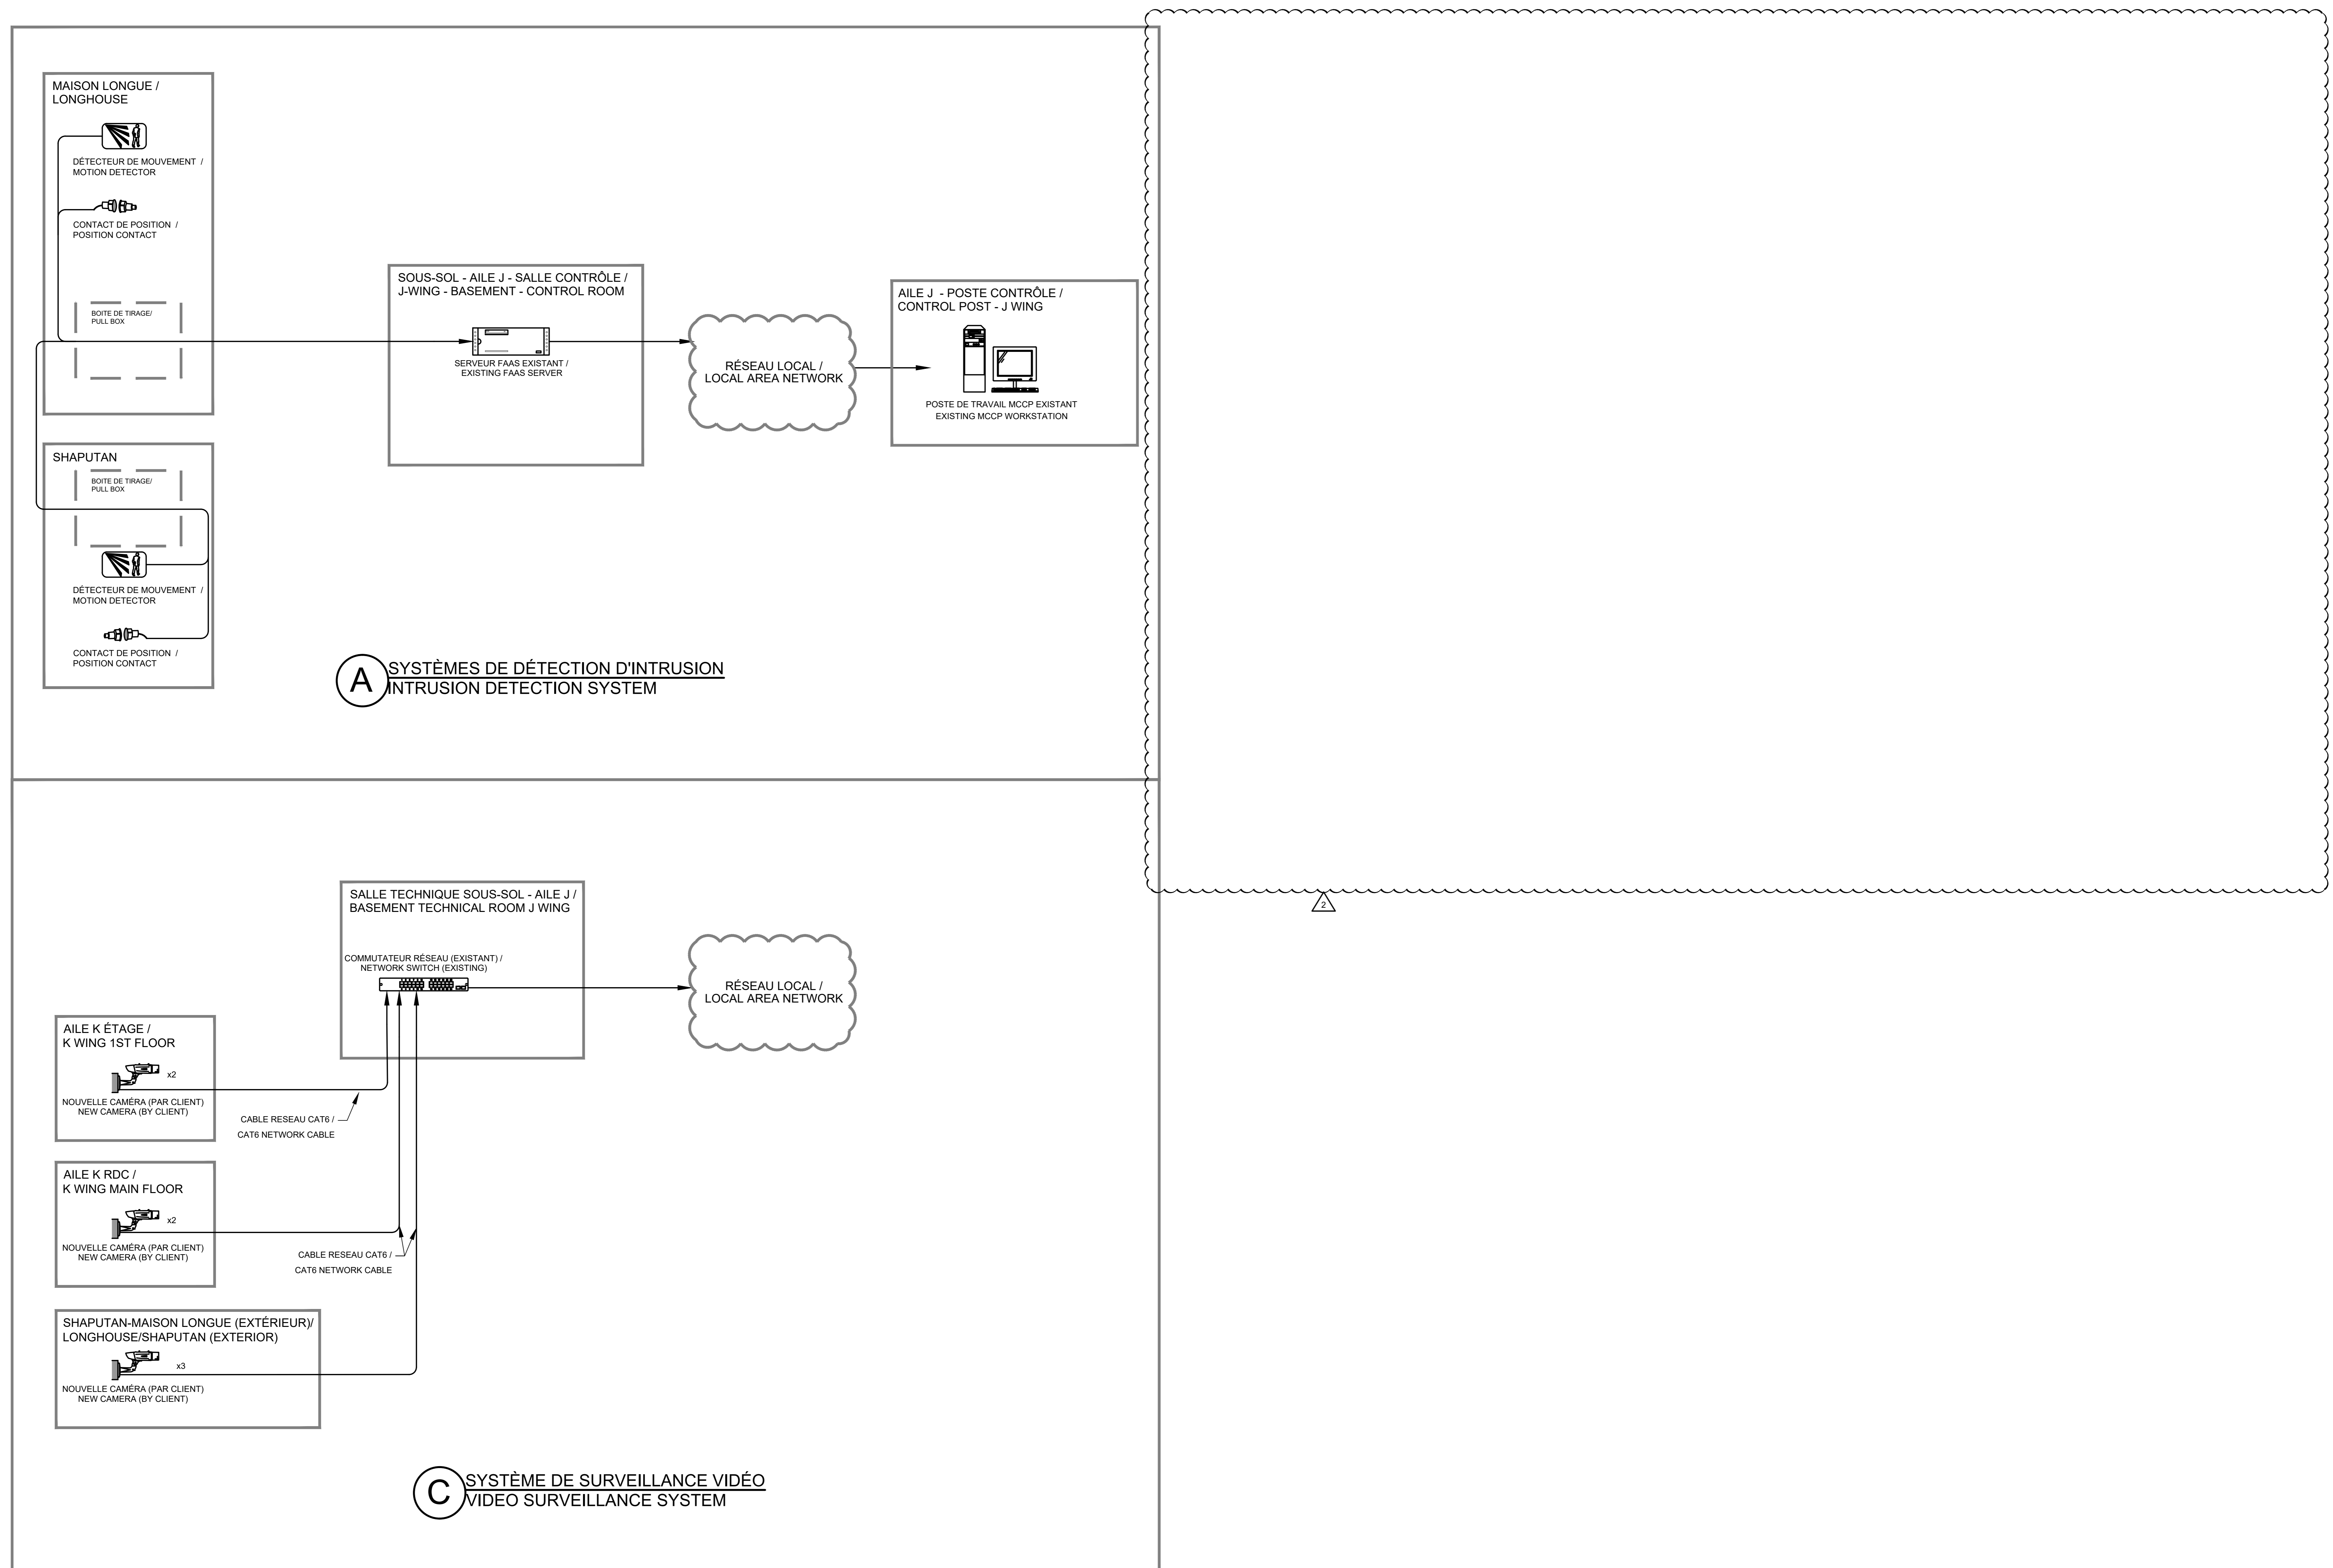 MAISON LONGUE /
LONGHOUSE
DÉTECTEUR DE MOUVEMENT /
MOTION DETECTOR
CONTACT DE POSITION /
POSITION CONTACT
BOITE DE TIRAGE/
PULL BOX
SHAPUTAN
BOITE DE TIRAGE/
PULL BOX
DÉTECTEUR DE MOUVEMENT /
MOTION DETECTOR
CONTACT DE POSITION /
POSITION CONTACT
SOUS-SOL - AILE J - SALLE CONTRÔLE /
J-WING - BASEMENT - CONTROL ROOM
SERVEUR FAAS EXISTANT /
EXISTING FAAS SERVER
RÉSEAU LOCAL /
LOCAL AREA NETWORK
AILE J - POSTE CONTRÔLE /
CONTROL POST - J WING
POSTE DE TRAVAIL MCCP EXISTANT
EXISTING MCCP WORKSTATION
A
SYSTÈMES DE DÉTECTION D'INTRUSION
INTRUSION DETECTION SYSTEM
2
SALLE TECHNIQUE SOUS-SOL - AILE J /
BASEMENT TECHNICAL ROOM J WING
COMMUTATEUR RÉSEAU (EXISTANT) /
NETWORK SWITCH (EXISTING)
RÉSEAU LOCAL /
LOCAL AREA NETWORK
AILE K ÉTAGE /
K WING 1ST FLOOR
x2
NOUVELLE CAMÉRA (PAR CLIENT)
NEW CAMERA (BY CLIENT)
CABLE RESEAU CAT6 /
CAT6 NETWORK CABLE
AILE K RDC /
K WING MAIN FLOOR
x2
NOUVELLE CAMÉRA (PAR CLIENT)
NEW CAMERA (BY CLIENT)
CABLE RESEAU CAT6 /
CAT6 NETWORK CABLE
SHAPUTAN-MAISON LONGUE (EXTÉRIEUR)/
LONGHOUSE/SHAPUTAN (EXTERIOR)
x3
NOUVELLE CAMÉRA (PAR CLIENT)
NEW CAMERA (BY CLIENT)
C
SYSTÈME DE SURVEILLANCE VIDÉO
VIDEO SURVEILLANCE SYSTEM